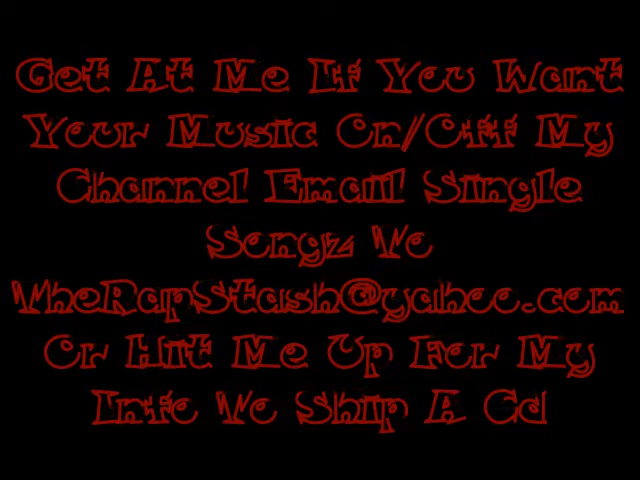 Get At Me If You Want
Your Music On/Off My
Channel Email Single
Songz To
TheRapStash@yahoo.com
Or Hit Me Up For My
Info To Ship A Cd